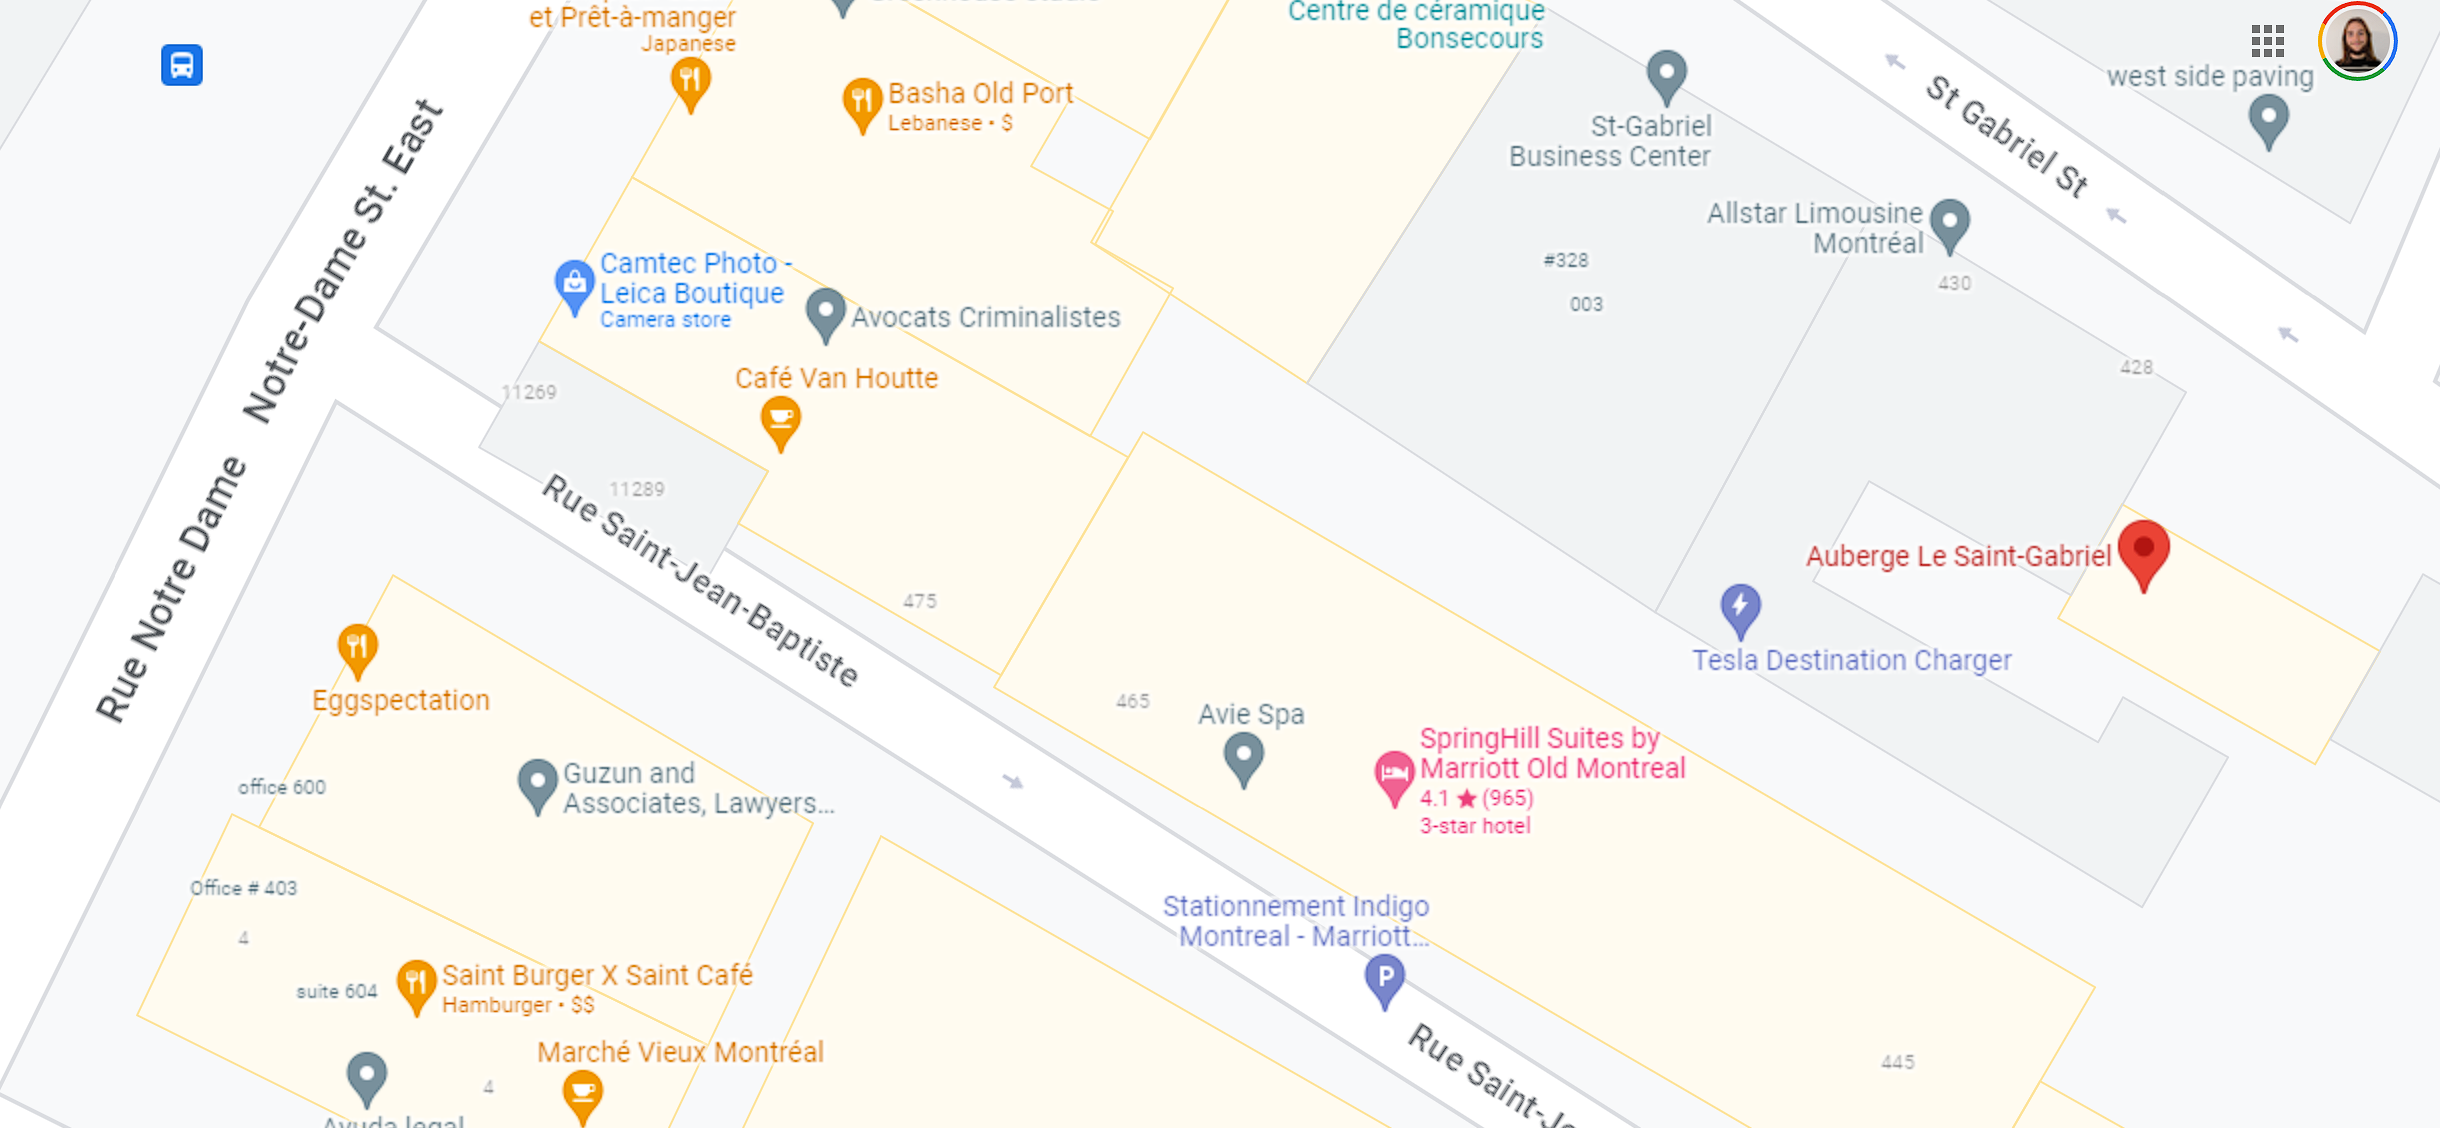 et Prêt-à-manger
Japanese
Basha Old Port
Lebanese • $
Centre de céramique
Bonsecours
St-Gabriel
Business Center
Allstar Limousine
Montréal
St Gabriel St
west side paving
Notre-Dame St. East
Rue Notre Dame
Camtec Photo -
Leica Boutique
Camera store
Avocats Criminalistes
Café Van Houtte
#328
003
430
428
11269
11289
Rue Saint-Jean-Baptiste
475
465
Auberge Le Saint-Gabriel
Tesla Destination Charger
Eggspectation
office 600
Guzun and
Associates, Lawyers...
Avie Spa
SpringHill Suites by
Marriott Old Montreal
4.1 ★ (965)
3-star hotel
Office # 403
4
suite 604
Saint Burger X Saint Café
Hamburger • $$
Stationnement Indigo
Montreal - Marriott...
P
Rue Saint-Je
Marché Vieux Montréal
4
445
Ayuda legal